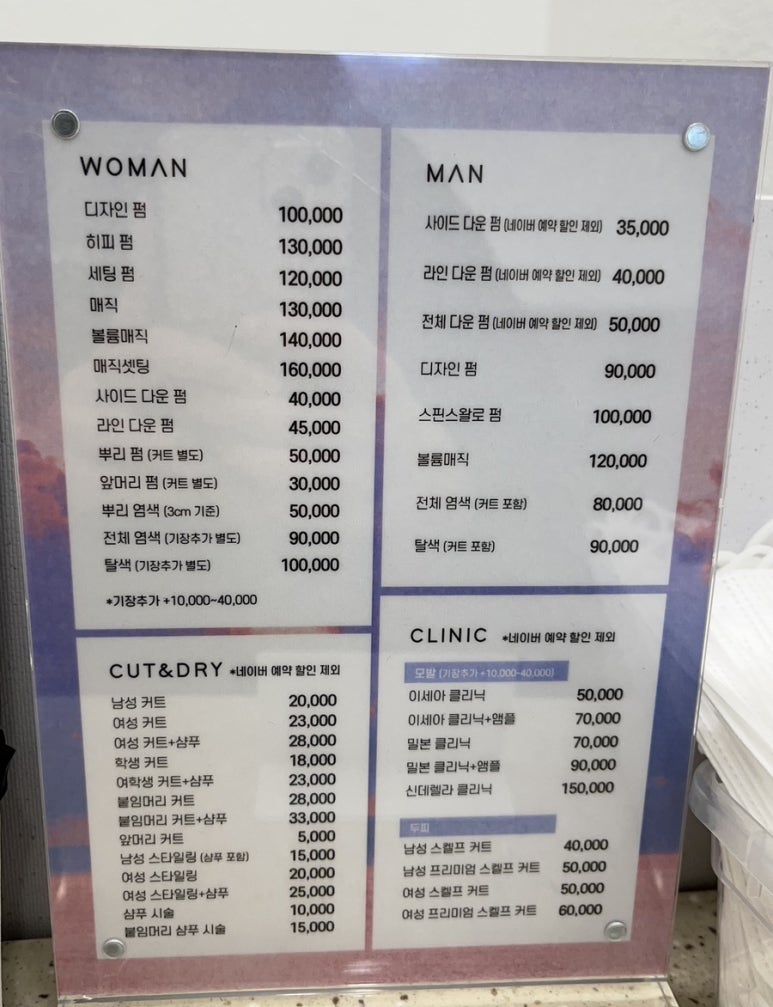 WOMAN
디자인 펌 100,000
히피 펌 130,000
세팅 펌 120,000
매직 130,000
볼륨매직 140,000
매직셋팅 160,000
사이드 다운 펌 40,000
라인 다운 펌 45,000
뿌리 펌 (커트 별도) 50,000
앞머리 펌 (커트 별도) 30,000
뿌리 염색 (3cm 기준) 50,000
전체 염색 (기장추가 별도) 90,000
탈색 (기장추가 별도) 100,000
*기장추가 +10,000~40,000
MAN
사이드 다운 펌 (네이버 예약 할인 제외) 35,000
라인 다운 펌 (네이버 예약 할인 제외) 40,000
전체 다운 펌 (네이버 예약 할인 제외) 50,000
디자인 펌 90,000
스핀스왈로 펌 100,000
볼륨매직 120,000
전체 염색 (커트 포함) 80,000
탈색 (커트 포함) 90,000
CUT&DRY *네이버 예약 할인 제외
남성 커트 20,000
여성 커트 23,000
여성 커트+샴푸 28,000
학생 커트 18,000
여학생 커트+샴푸 23,000
붙임머리 커트 28,000
붙임머리 커트+샴푸 33,000
앞머리 커트 5,000
남성 스타일링 (샴푸 포함) 15,000
여성 스타일링 20,000
여성 스타일링+샴푸 25,000
샴푸 시술 10,000
붙임머리 샴푸 시술 15,000
CLINIC *네이버 예약 할인 제외
모발 (기장추가 +10,000-40,000)
이세아 클리닉 50,000
이세아 클리닉+앰플 70,000
밀본 클리닉 70,000
밀본 클리닉+앰플 90,000
신데렐라 클리닉 150,000
두피
남성 스켈프 커트 40,000
남성 프리미엄 스켈프 커트 50,000
여성 스켈프 커트 50,000
여성 프리미엄 스켈프 커트 60,000